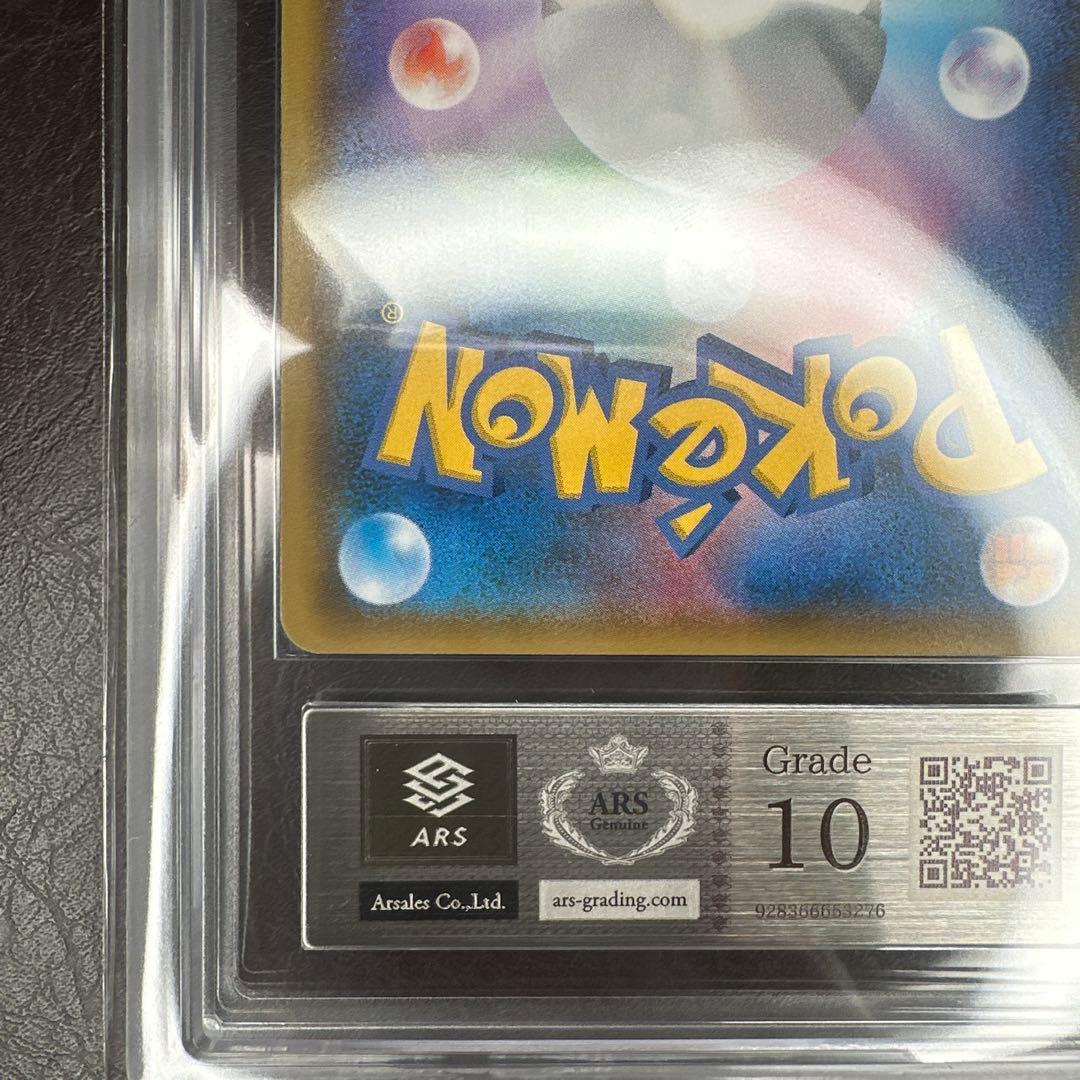 ®
POKéMON
ARS
Arsales Co.,Ltd.
ARS
Genuine
ars-grading.com
Grade
10
928366653276